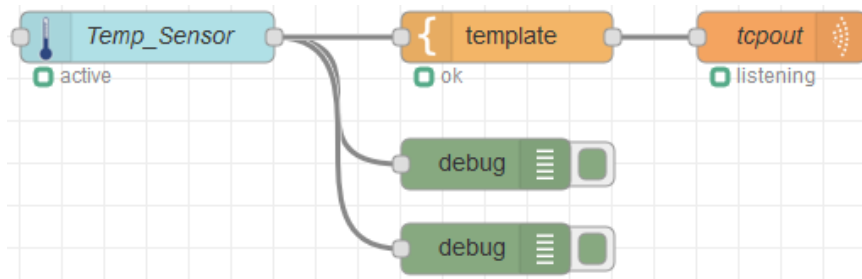 Temp_Sensor template tcpout
active ok listening
debug
debug